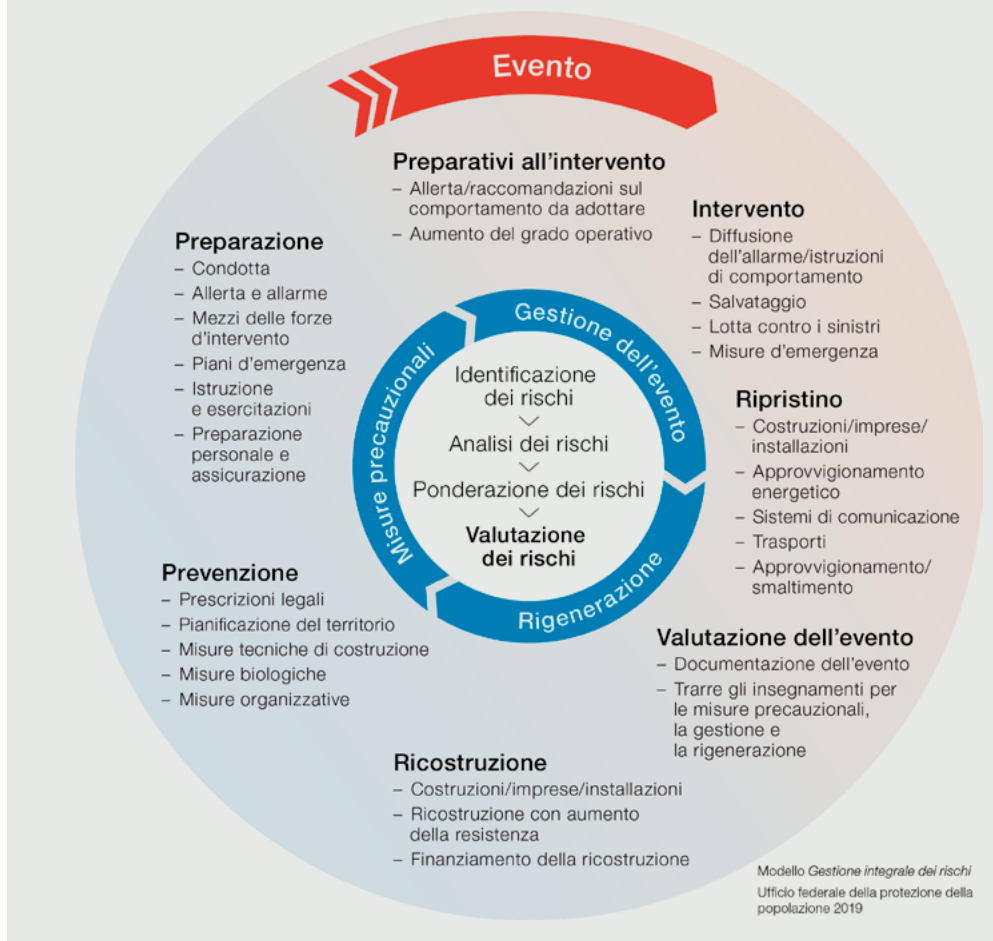 Evento
Preparativi all'intervento
– Allerta/raccomandazioni sul
comportamento da adottare
– Aumento del grado operativo
Intervento
– Diffusione
dell'allarme/istruzioni
di comportamento
– Salvataggio
– Lotta contro i sinistri
– Misure d'emergenza
Preparazione
– Condotta
– Allerta e allarme
– Mezzi delle forze
d'intervento
– Piani d'emergenza
– Istruzione
e esercitazioni
– Preparazione
personale e
assicurazione
Gestione dell'evento
Misure precauzionali
Rigenerazione
Identificazione
dei rischi
Analisi dei rischi
Ponderazione dei rischi
Valutazione
dei rischi
Ripristino
– Costruzioni/imprese/
installazioni
– Approvvigionamento
energetico
– Sistemi di comunicazione
– Trasporti
– Approvvigionamento/
smaltimento
Prevenzione
– Prescrizioni legali
– Pianificazione del territorio
– Misure tecniche di costruzione
– Misure biologiche
– Misure organizzative
Valutazione dell'evento
– Documentazione dell'evento
– Trarre gli insegnamenti per
le misure precauzionali,
la gestione e
la rigenerazione
Ricostruzione
– Costruzioni/imprese/installazioni
– Ricostruzione con aumento
della resistenza
– Finanziamento della ricostruzione
Modello Gestione integrale dei rischi
Ufficio federale della protezione della
popolazione 2019